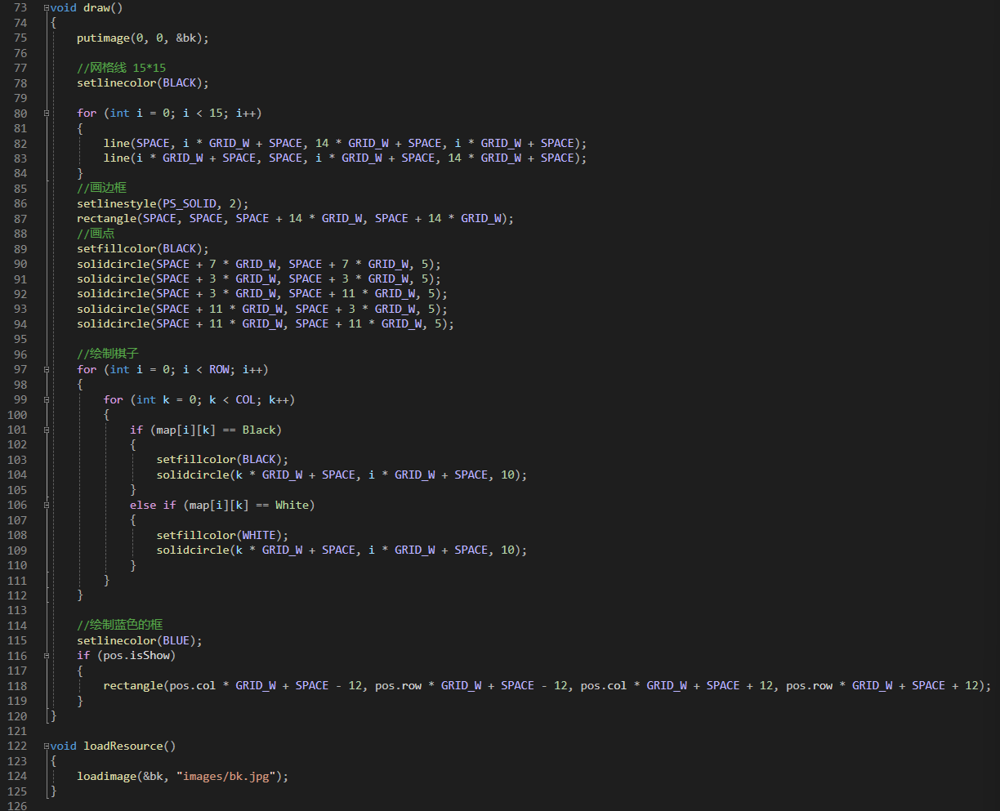 73 void draw()
74 {
75 putimage(0, 0, &bk);
76
77 //网格线 15*15
78 setlinecolor(BLACK);
79
80 for (int i = 0; i < 15; i++)
81 {
82 line(SPACE, i * GRID_W + SPACE, 14 * GRID_W + SPACE, i * GRID_W + SPACE);
83 line(i * GRID_W + SPACE, SPACE, i * GRID_W + SPACE, 14 * GRID_W + SPACE);
84 }
85 //画边框
86 setlinestyle(PS_SOLID, 2);
87 rectangle(SPACE, SPACE, SPACE + 14 * GRID_W, SPACE + 14 * GRID_W);
88 //画点
89 setfillcolor(BLACK);
90 solidcircle(SPACE + 7 * GRID_W, SPACE + 7 * GRID_W, 5);
91 solidcircle(SPACE + 3 * GRID_W, SPACE + 3 * GRID_W, 5);
92 solidcircle(SPACE + 3 * GRID_W, SPACE + 11 * GRID_W, 5);
93 solidcircle(SPACE + 11 * GRID_W, SPACE + 3 * GRID_W, 5);
94 solidcircle(SPACE + 11 * GRID_W, SPACE + 11 * GRID_W, 5);
95
96 //绘制棋子
97 for (int i = 0; i < ROW; i++)
98 {
99 for (int k = 0; k < COL; k++)
100 {
101 if (map[i][k] == Black)
102 {
103 setfillcolor(BLACK);
104 solidcircle(k * GRID_W + SPACE, i * GRID_W + SPACE, 10);
105 }
106 else if (map[i][k] == White)
107 {
108 setfillcolor(WHITE);
109 solidcircle(k * GRID_W + SPACE, i * GRID_W + SPACE, 10);
110 }
111 }
112 }
113
114 //绘制蓝色的框
115 setlinecolor(BLUE);
116 if (pos.isShow)
117 {
118 rectangle(pos.col * GRID_W + SPACE - 12, pos.row * GRID_W + SPACE - 12, pos.col * GRID_W + SPACE + 12, pos.row * GRID_W + SPACE + 12);
119 }
120 }
121
122 void loadResource()
123 {
124 loadimage(&bk, "images/bk.jpg");
125 }
126